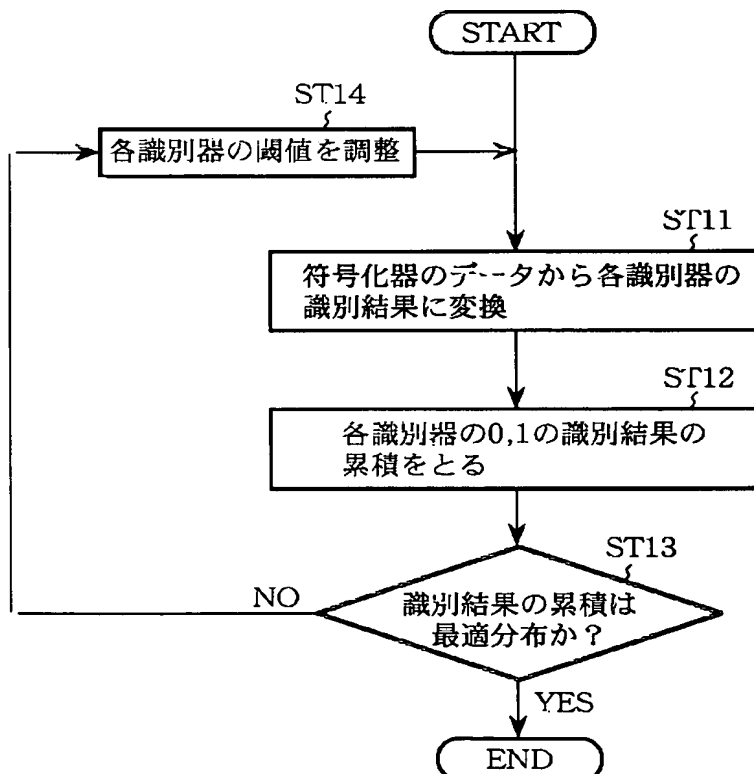 START
ST14
各識別器の閾値を調整
ST11
符号化器のデータから各識別器の
識別結果に変換
ST12
各識別器の0,1の識別結果の
累積をとる
ST13
識別結果の累積は
最適分布か？
NO
YES
END